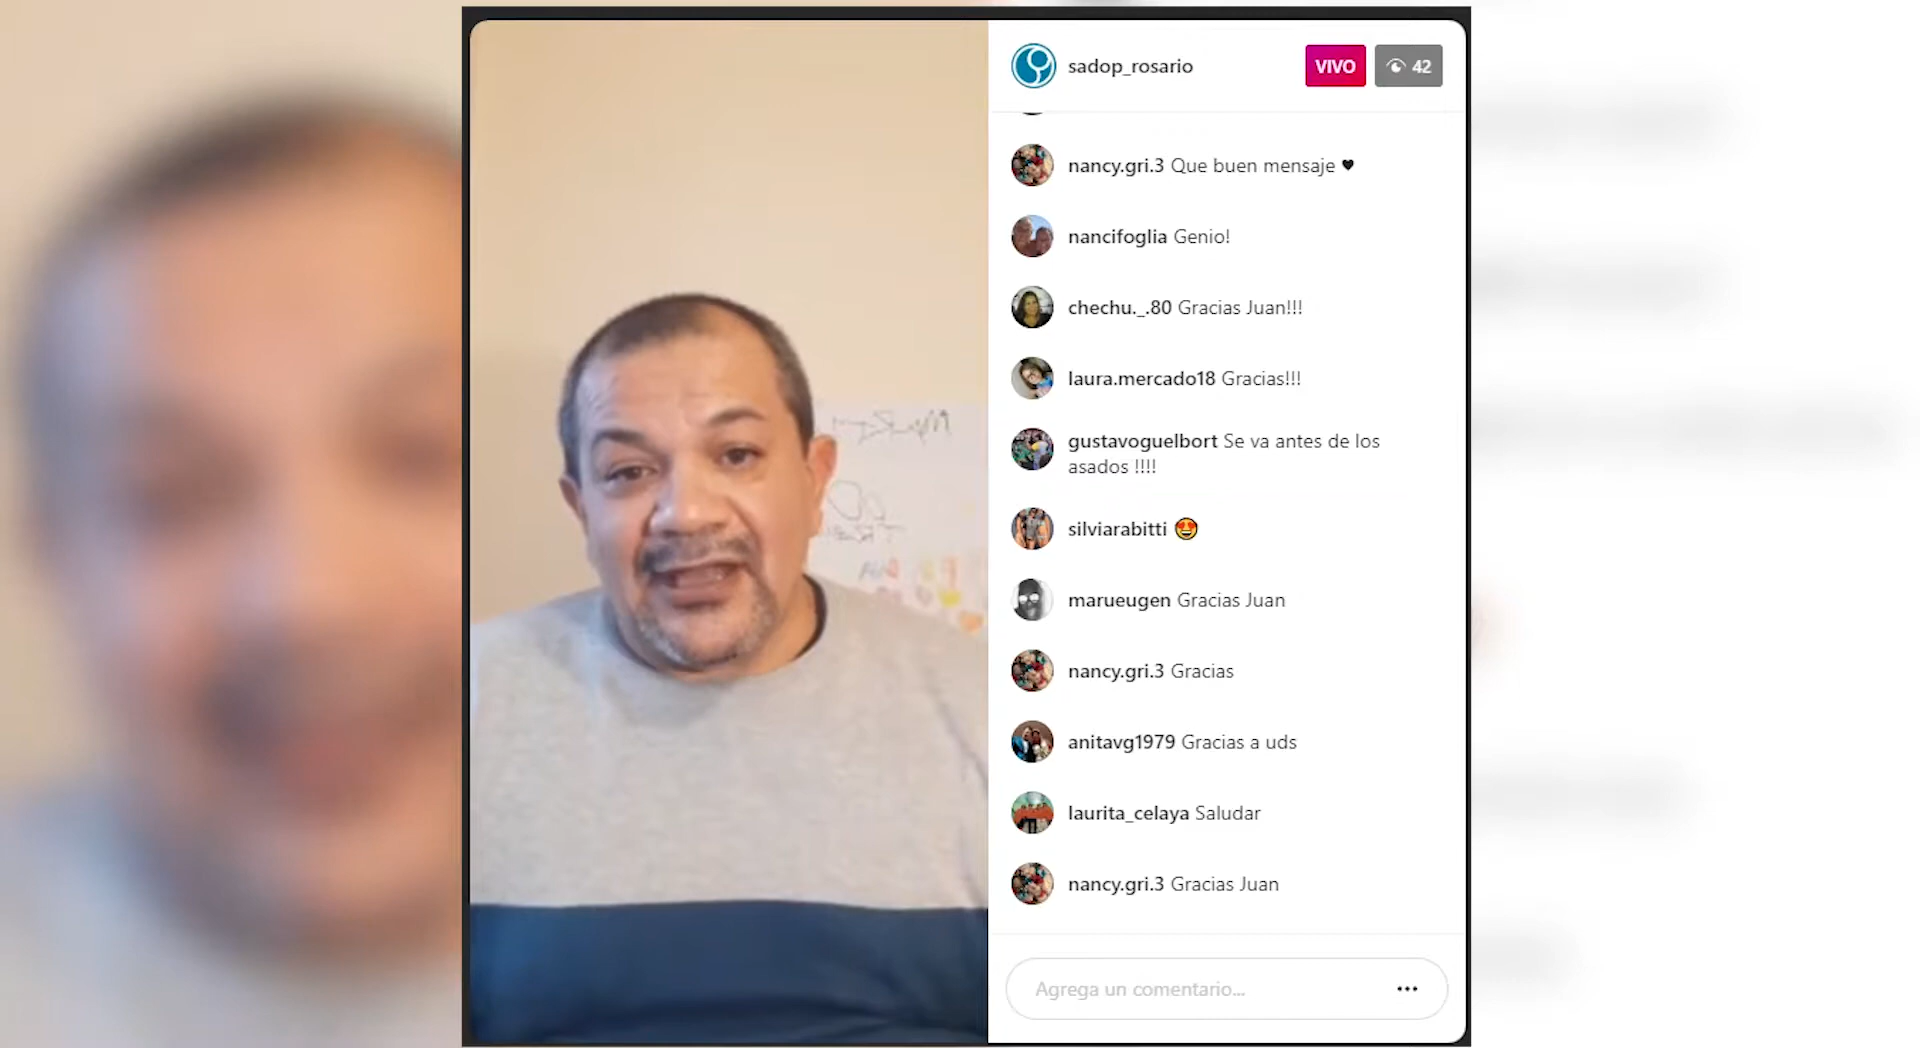 sadop_rosario
VIVO
42
nancy.gri.3 Que buen mensaje ♥
nancifoglia Genio!
chechu._.80 Gracias Juan!!!
laura.mercado18 Gracias!!!
gustavoguelbort Se va antes de los
asados !!!!
silviarabitti 😍
marueugen Gracias Juan
nancy.gri.3 Gracias
anitavg1979 Gracias a uds
laurita_celaya Saludar
nancy.gri.3 Gracias Juan
Agrega un comentario...